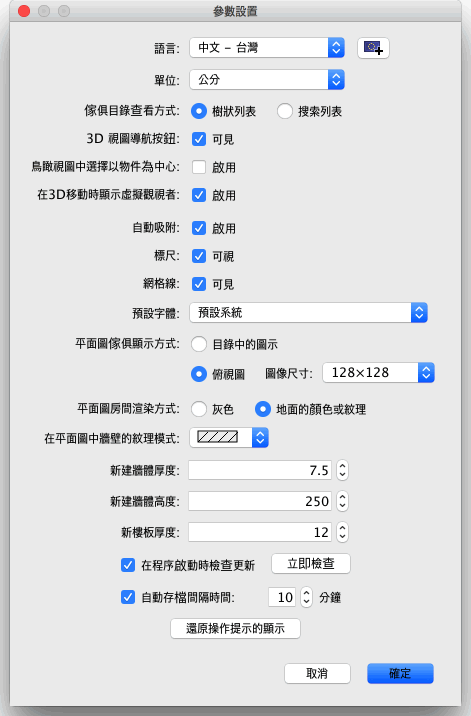 參數設置
語言: 中文 – 台灣
單位: 公分
傢俱目錄查看方式: 樹狀列表 搜索列表
3D 視圖導航按鈕: 可見
鳥瞰視圖中選擇以物件為中心: 啟用
在3D移動時顯示虛擬觀視者: 啟用
自動吸附: 啟用
標尺: 可視
網格線: 可見
預設字體: 預設系統
平面圖傢俱顯示方式: 目錄中的圖示
俯視圖 圖像尺寸: 128×128
平面圖房間渲染方式: 灰色 地面的顏色或紋理
在平面圖中牆壁的紋理模式:
新建牆體厚度: 7.5
新建牆體高度: 250
新樓板厚度: 12
在程序啟動時檢查更新 立即檢查
自動存檔間隔時間: 10 分鐘
還原操作提示的顯示
取消 確定